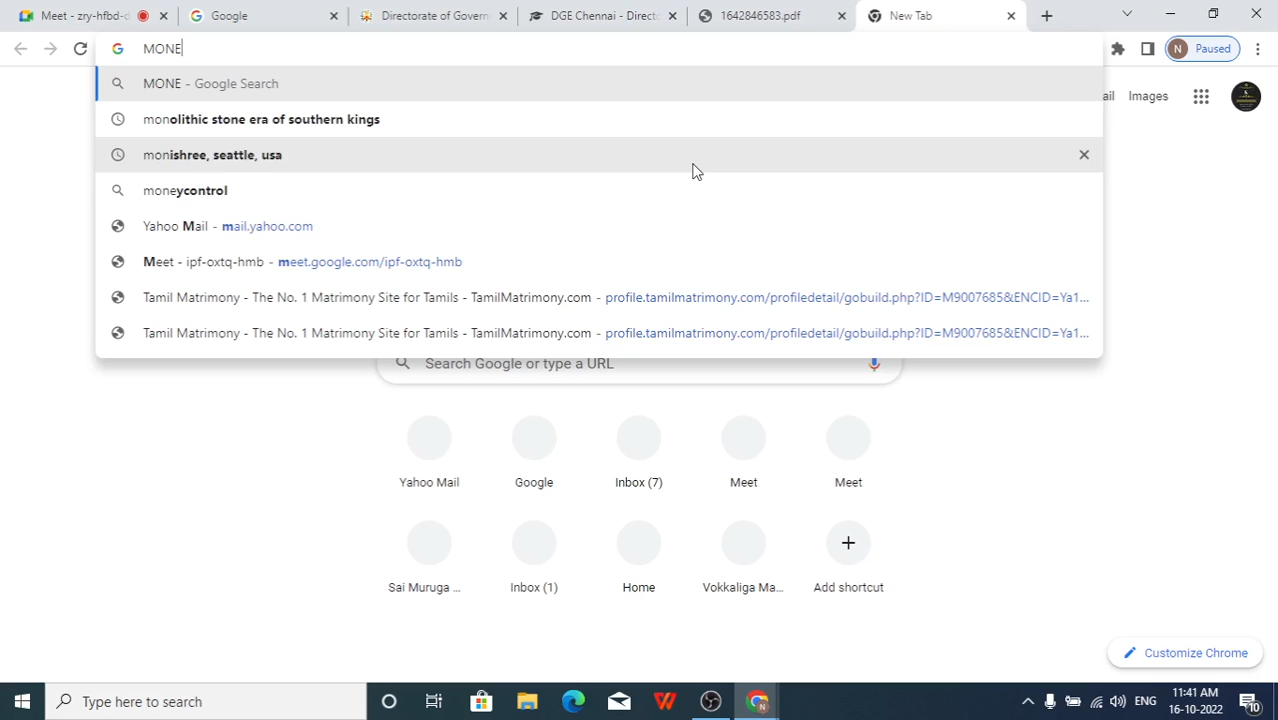 Meet - zry-hfbd-d
Google
Directorate of Govern
DGE Chennai - Direct
1642846583.pdf
New Tab
MONE
N Paused
MONE - Google Search
ail Images
monolithic stone era of southern kings
monishree, seattle, usa
moneycontrol
Yahoo Mail - mail.yahoo.com
Meet - ipf-oxtq-hmb - meet.google.com/ipf-oxtq-hmb
Tamil Matrimony - The No. 1 Matrimony Site for Tamils - TamilMatrimony.com - profile.tamilmatrimony.com/profiledetail/gobuild.php?ID=M9007685&ENCID=Ya1...
Tamil Matrimony - The No. 1 Matrimony Site for Tamils - TamilMatrimony.com - profile.tamilmatrimony.com/profiledetail/gobuild.php?ID=M9007685&ENCID=Ya1...
Search Google or type a URL
Yahoo Mail
Google
Inbox (7)
Meet
Meet
Sai Muruga ...
Inbox (1)
Home
Vokkaliga Ma...
Add shortcut
Customize Chrome
Type here to search
ENG
11:41 AM
16-10-2022
10